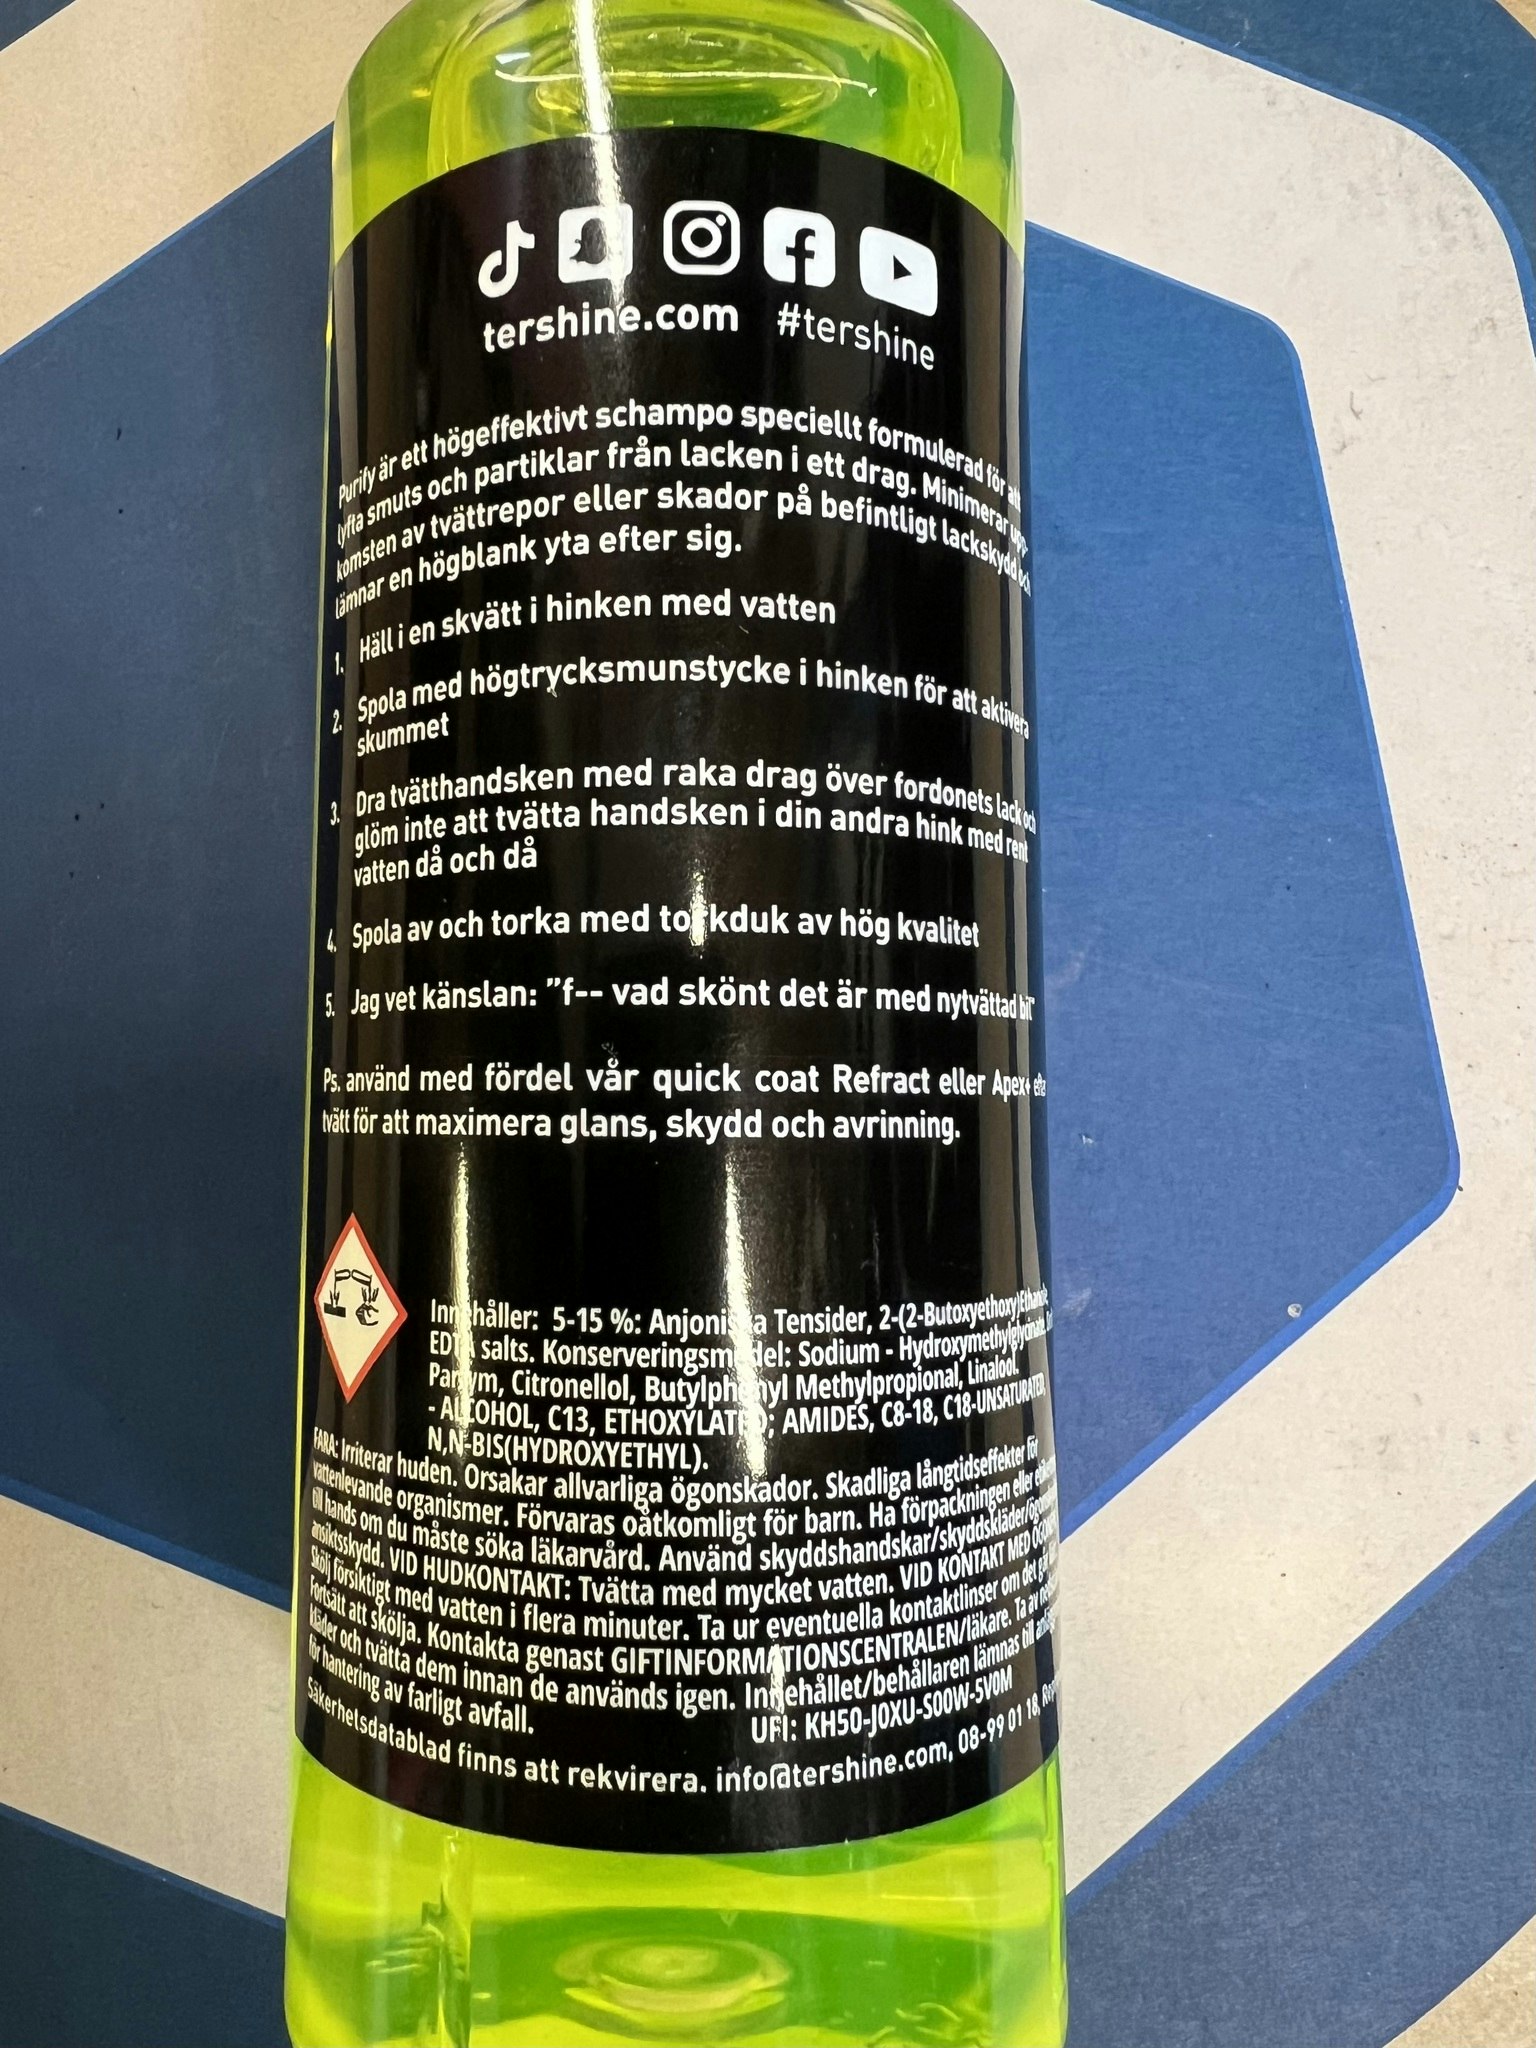 tershine.com #tershine
Purify är ett högeffektivt schampo speciellt formulerad för att
lyfta smuts och partiklar från lacken i ett drag. Minimerar upp-
komsten av tvättrepor eller skador på befintligt lackskydd och
lämnar en högblank yta efter sig.
1. Häll i en skvätt i hinken med vatten
2. Spola med högtrycksmunstycke i hinken för att aktivera
skummet
3. Dra tvätthandsken med raka drag över fordonets lack och
glöm inte att tvätta handsken i din andra hink med rent
vatten då och då
4. Spola av och torka med torkduk av hög kvalitet
5. Jag vet känslan: ”f-- vad skönt det är med nytvättad bil”
Ps. använd med fördel vår quick coat Refract eller Apex+ efter
tvätt för att maximera glans, skydd och avrinning.
Innehåller: 5-15 %: Anjoniska Tensider, 2-(2-Butoxyethoxy)Ethanol
EDTA salts. Konserveringsmedel: Sodium - Hydroxymethylglycinate.
Parfym, Citronellol, Butylphenyl Methylpropional, Linalool.
- ALCOHOL, C13, ETHOXYLATED; AMIDES, C8-18, C18-UNSATURATED,
N,N-BIS(HYDROXYETHYL).
FARA: Irriterar huden. Orsakar allvarliga ögonskador. Skadliga långtidseffekter för
vattenlevande organismer. Förvaras oåtkomligt för barn. Ha förpackningen eller
till hands om du måste söka läkarvård. Använd skyddshandskar/skyddskläder/
ansiktsskydd. VID HUDKONTAKT: Tvätta med mycket vatten. VID KONTAKT MED
Skölj försiktigt med vatten i flera minuter. Ta ur eventuella kontaktlinser om det går
Fortsätt att skölja. Kontakta genast GIFTINFORMATIONSCENTRALEN/läkare. Ta av
kläder och tvätta dem innan de används igen. Innehållet/behållaren lämnas till
för hantering av farligt avfall.
UFI: KH50-J0XU-S00W-5V0M
Säkerhetsdatablad finns att rekvirera. info@tershine.com, 08-99 01 18,